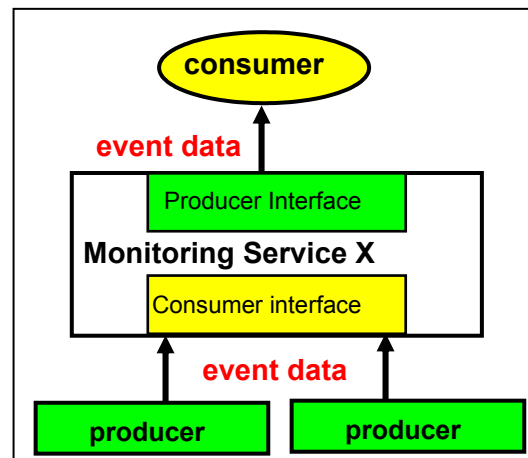 consumer
event data
Producer Interface
Monitoring Service X
Consumer interface
event data
producer
producer